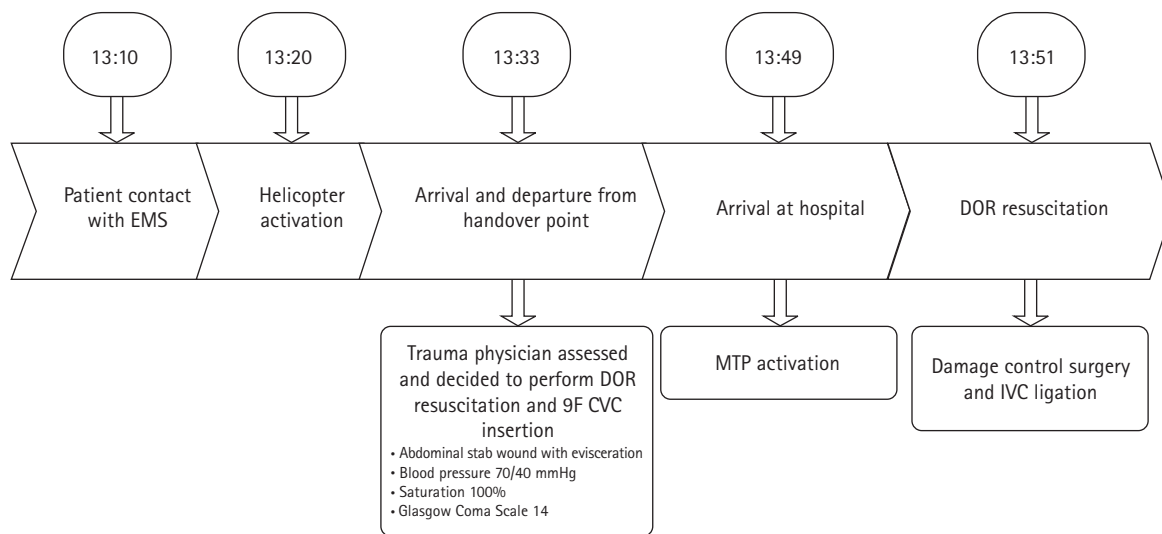 13:10
13:20
13:33
13:49
13:51
Patient contact
with EMS
Helicopter
activation
Arrival and departure from
handover point
Arrival at hospital
DOR resuscitation
Trauma physician assessed
and decided to perform DOR
resuscitation and 9F CVC
insertion
• Abdominal stab wound with evisceration
• Blood pressure 70/40 mmHg
• Saturation 100%
• Glasgow Coma Scale 14
MTP activation
Damage control surgery
and IVC ligation